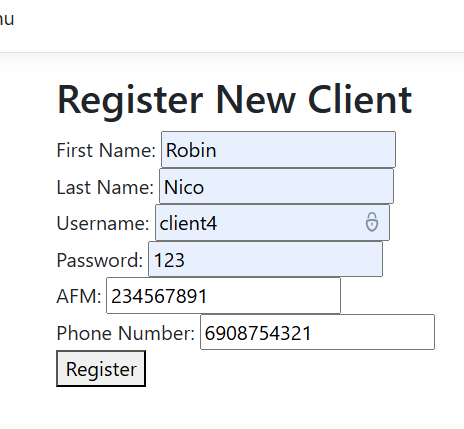 Register New Client
First Name: Robin
Last Name: Nico
Username: client4
Password: 123
AFM: 234567891
Phone Number: 6908754321
Register